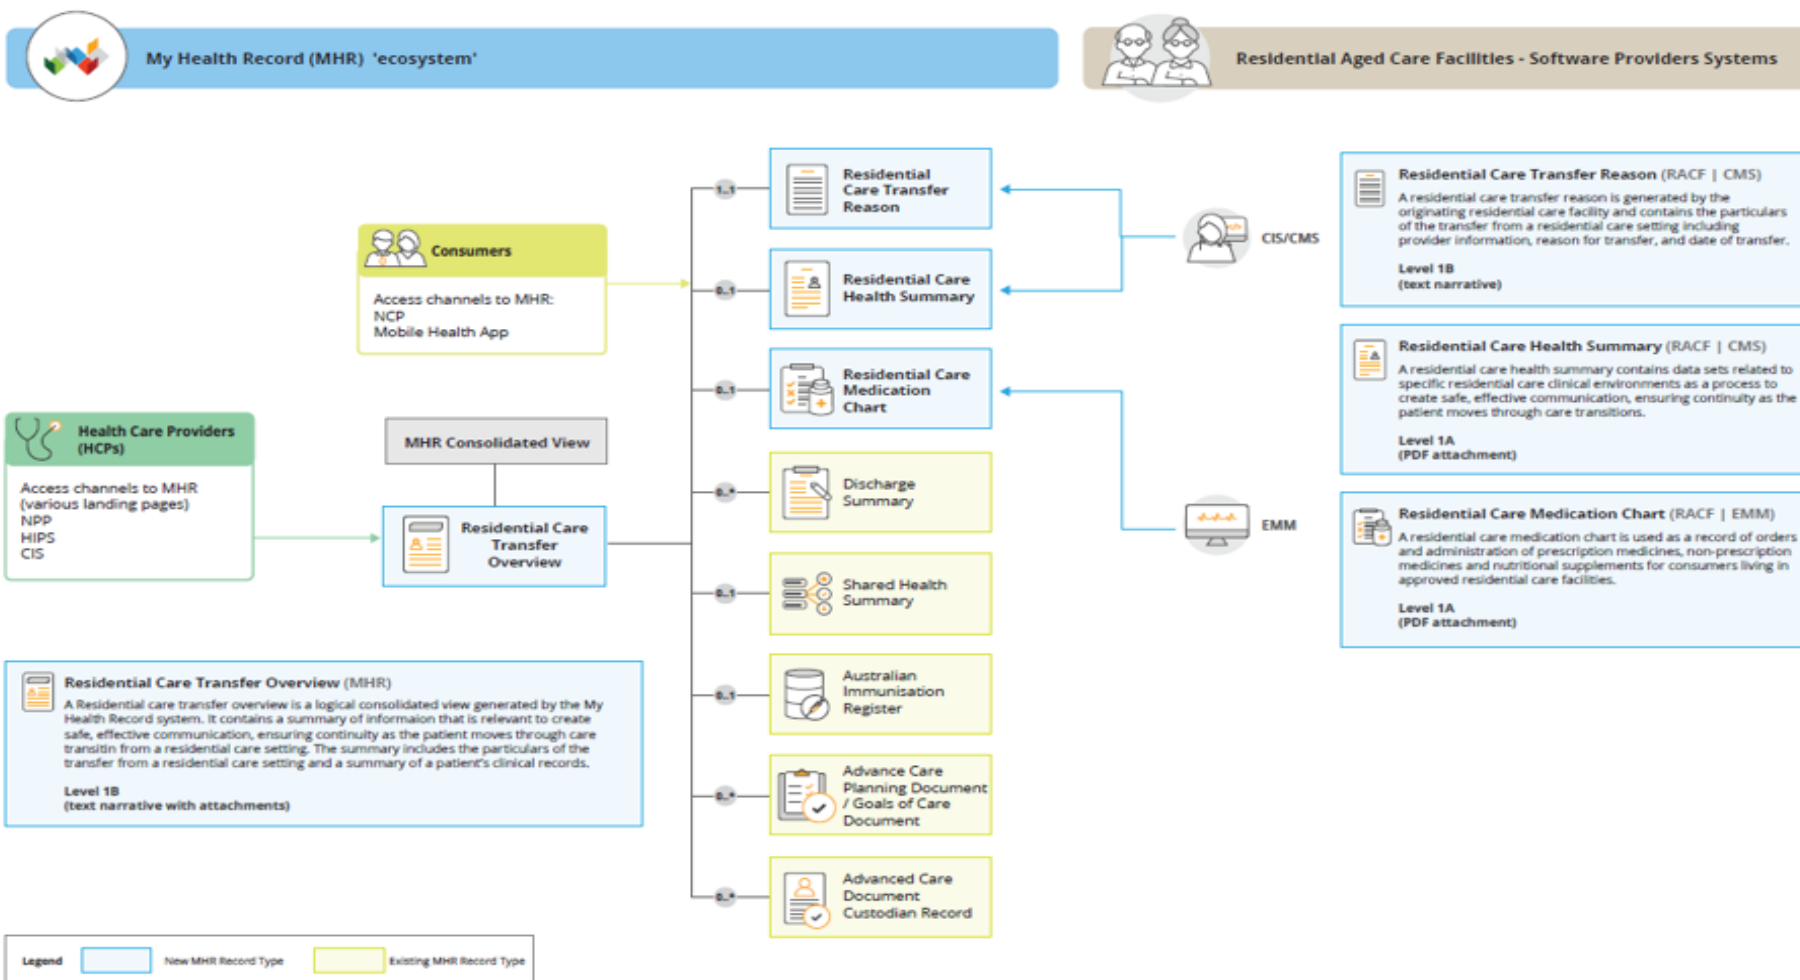 My Health Record (MHR) 'ecosystem'
Residential Aged Care Facilities - Software Providers Systems
Consumers
Access channels to MHR:
NCP
Mobile Health App
Health Care Providers
(HCPs)
Access channels to MHR
(various landing pages)
NPP
HIPS
CIS
MHR Consolidated View
Residential Care
Transfer
Overview
1..1
Residential
Care Transfer
Reason
0..1
Residential Care
Health Summary
0..1
Residential Care
Medication
Chart
0..*
Discharge
Summary
0..1
Shared Health
Summary
0..1
Australian
Immunisation
Register
0..*
Advance Care
Planning Document
/ Goals of Care
Document
0..*
Advanced Care
Document
Custodian Record
CIS/CMS
EMM
Residential Care Transfer Reason (RACF | CMS)
A residential care transfer reason is generated by the
originating residential care facility and contains the particulars
of the transfer from a residential care setting including
provider information, reason for transfer, and date of transfer.
Level 1B
(text narrative)
Residential Care Health Summary (RACF | CMS)
A residential care health summary contains data sets related to
specific residential care clinical environments as a process to
create safe, effective communication, ensuring continuity as the
patient moves through care transitions.
Level 1A
(PDF attachment)
Residential Care Medication Chart (RACF | EMM)
A residential care medication chart is used as a record of orders
and administration of prescription medicines, non-prescription
medicines and nutritional supplements for consumers living in
approved residential care facilities.
Level 1A
(PDF attachment)
Residential Care Transfer Overview (MHR)
A Residential care transfer overview is a logical consolidated view generated by the My
Health Record system. It contains a summary of informaion that is relevant to create
safe, effective communication, ensuring continuity as the patient moves through care
transitin from a residential care setting. The summary includes the particulars of the
transfer from a residential care setting and a summary of a patient's clinical records.
Level 1B
(text narrative with attachments)
Legend
New MHR Record Type
Existing MHR Record Type